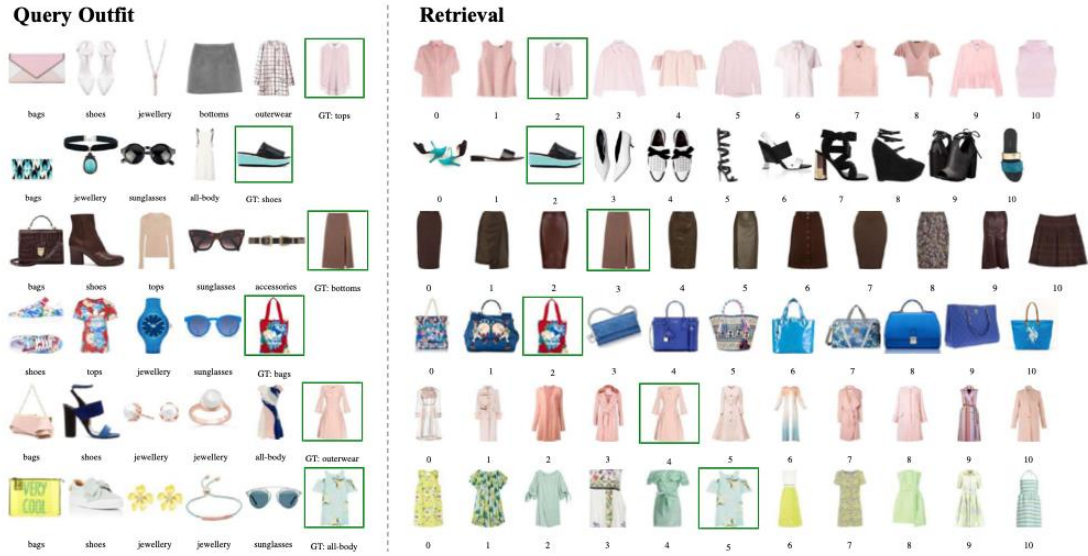 Query Outfit
Retrieval
bags shoes jewellery bottoms outerwear GT: tops
0 1 2 3 4 5 6 7 8 9 10
bags jewellery sunglasses all-body GT: shoes
0 1 2 3 4 5 6 7 8 9 10
bags shoes tops sunglasses accessories GT: bottoms
0 1 2 3 4 5 6 7 8 9 10
shoes tops jewellery sunglasses GT: bags
0 1 2 3 4 5 6 7 8 9 10
bags shoes jewellery jewellery all-body GT: outerwear
0 1 2 3 4 5 6 7 8 9 10
VERY
COOL
bags shoes jewellery jewellery sunglasses GT: all-body
0 1 2 3 4 5 6 7 8 9 10